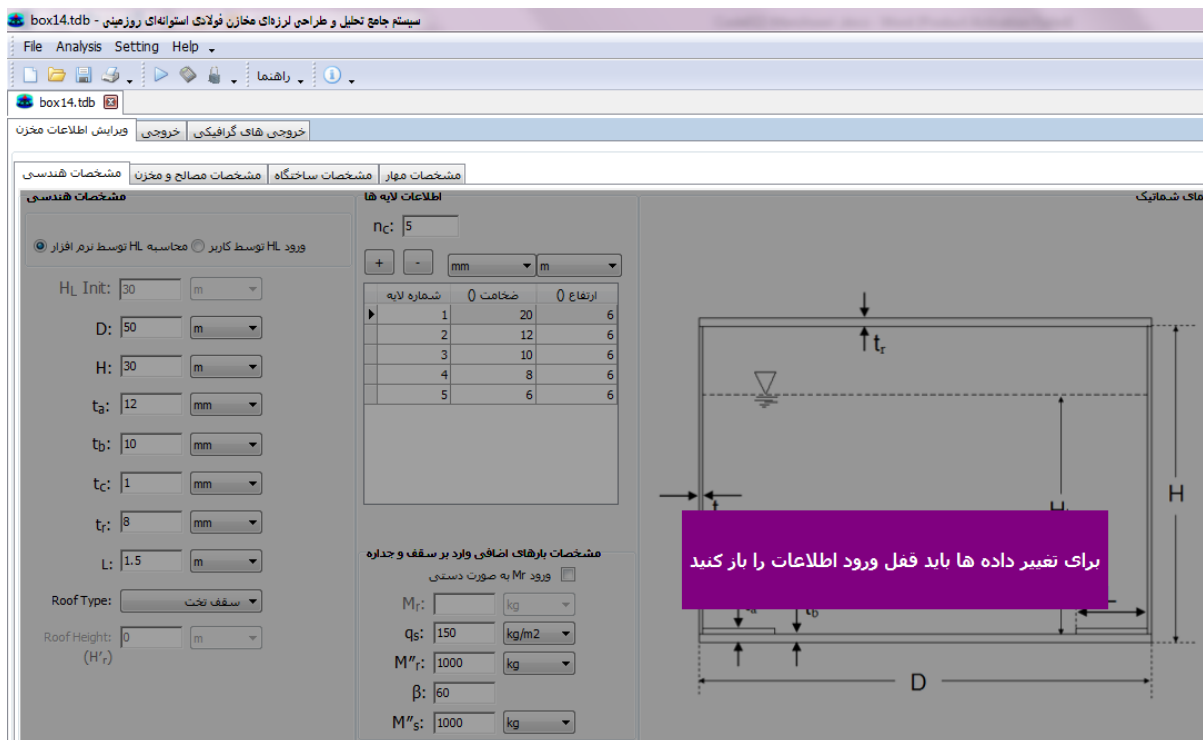 سیستم جامع تحلیل و طراحی لرزه‌ای مخازن فولادی استوانه‌ای روزمینی - box14.tdb
File Analysis Setting Help
راهنما
box14.tdb
ویرایش اطلاعات مخزن خروجی خروجی های گرافیکی
مشخصات هندسی مشخصات مصالح و مخزن مشخصات ساختگاه مشخصات مهار
مشخصات هندسی
محاسبه HL توسط نرم افزار ورود HL توسط کاربر
HL Init: 30 m
D: 50 m
H: 30 m
ta: 12 mm
tb: 10 mm
tc: 1 mm
tr: 8 mm
L: 1.5 m
Roof Type: سقف تخت
Roof Height: 0 m
(H'r)
اطلاعات لایه ها
nc: 5
+ - mm m
شماره لایه ضخامت () ارتفاع ()
1 20 6
2 12 6
3 10 6
4 8 6
5 6 6
مشخصات بارهای اضافی وارد بر سقف و جداره
ورود Mr به صورت دستی
Mr: kg
qs: 150 kg/m2
M″r: 1000 kg
β: 60
M″s: 1000 kg
مای شماتیک
tr
H
برای تغییر داده ها باید قفل ورود اطلاعات را باز کنید
tb
D